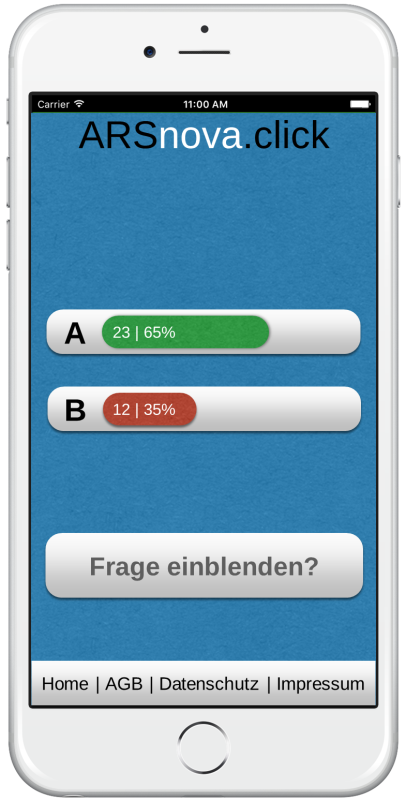 Carrier 11:00 AM
ARSnova.click
A 23 | 65%
B 12 | 35%
Frage einblenden?
Home | AGB | Datenschutz | Impressum